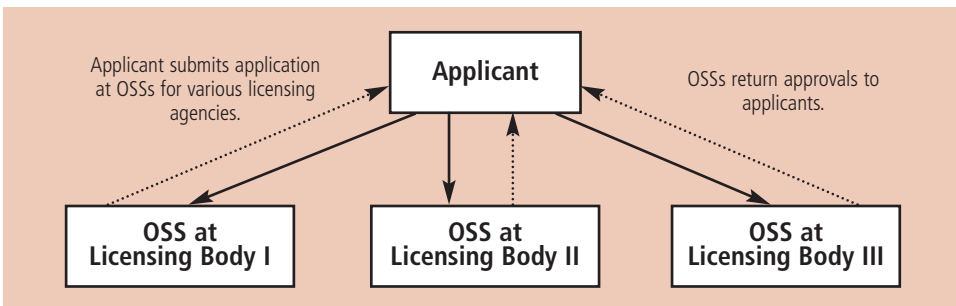 Applicant submits application
at OSSs for various licensing
agencies.
Applicant
OSSs return approvals to
applicants.
OSS at
Licensing Body I
OSS at
Licensing Body II
OSS at
Licensing Body III